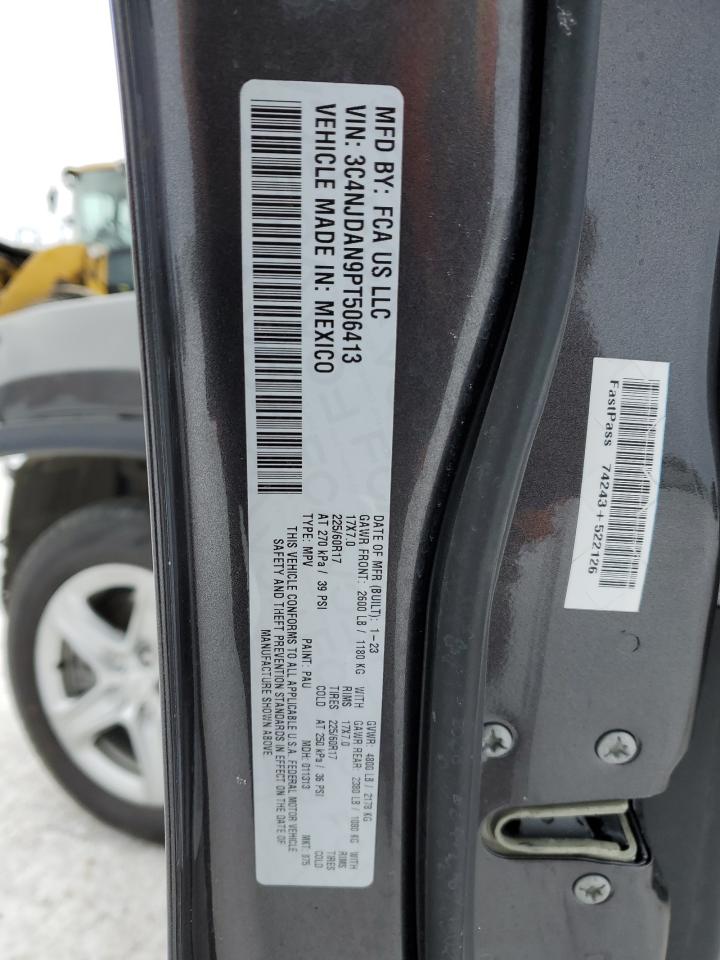 MFD BY: FCA US LLC
VIN: 3C4NJDAN9PT506413
VEHICLE MADE IN: MEXICO
DATE OF MFR (BUILT): 1-23 GVWR: 4800 LB / 2178 KG
GAWR FRONT: 2600 LB / 1180 KG WITH GAWR REAR: 2380 LB / 1080 KG WITH
17X7.0 RIMS 17X7.0 RIMS
225/60R17 TIRES 225/60R17 TIRES
AT 270 kPa / 39 PSI COLD AT 250 kPa / 36 PSI COLD
TYPE: MPV PAINT: PAU MDH: 011313 MKT: 875
THIS VEHICLE CONFORMS TO ALL APPLICABLE U.S.A. FEDERAL MOTOR VEHICLE
SAFETY AND THEFT PREVENTION STANDARDS IN EFFECT ON THE DATE OF
MANUFACTURE SHOWN ABOVE
FastPass 74243+522126